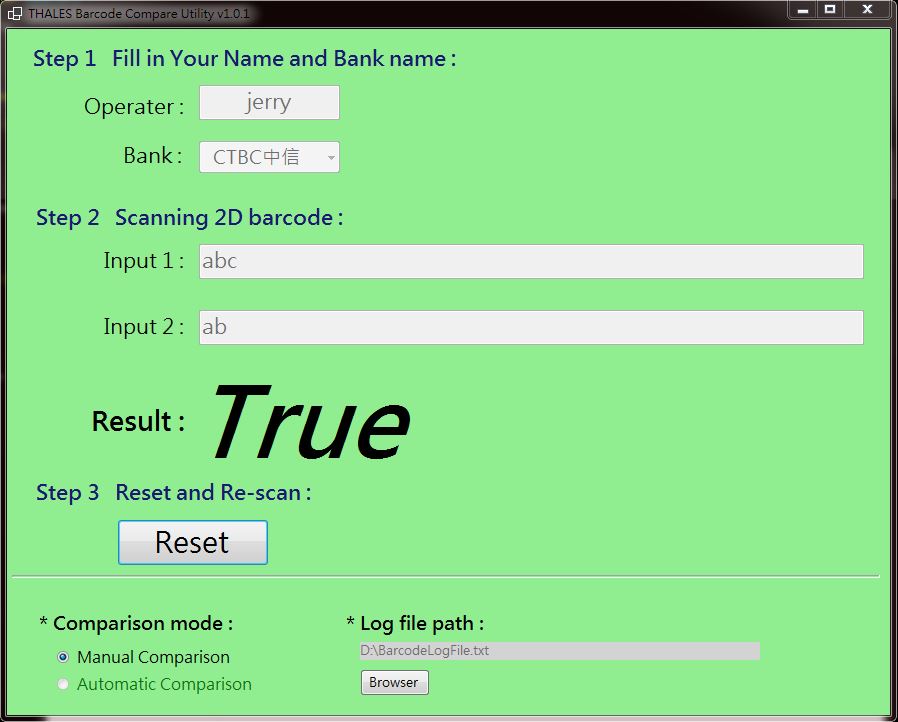 THALES Barcode Compare Utility v1.0.1
Step 1 Fill in Your Name and Bank name :
Operater : jerry
Bank : CTBC中信
Step 2 Scanning 2D barcode :
Input 1 : abc
Input 2 : ab
Result : True
Step 3 Reset and Re-scan :
Reset
* Comparison mode : * Log file path :
Manual Comparison D:\BarcodeLogFile.txt
Automatic Comparison Browser